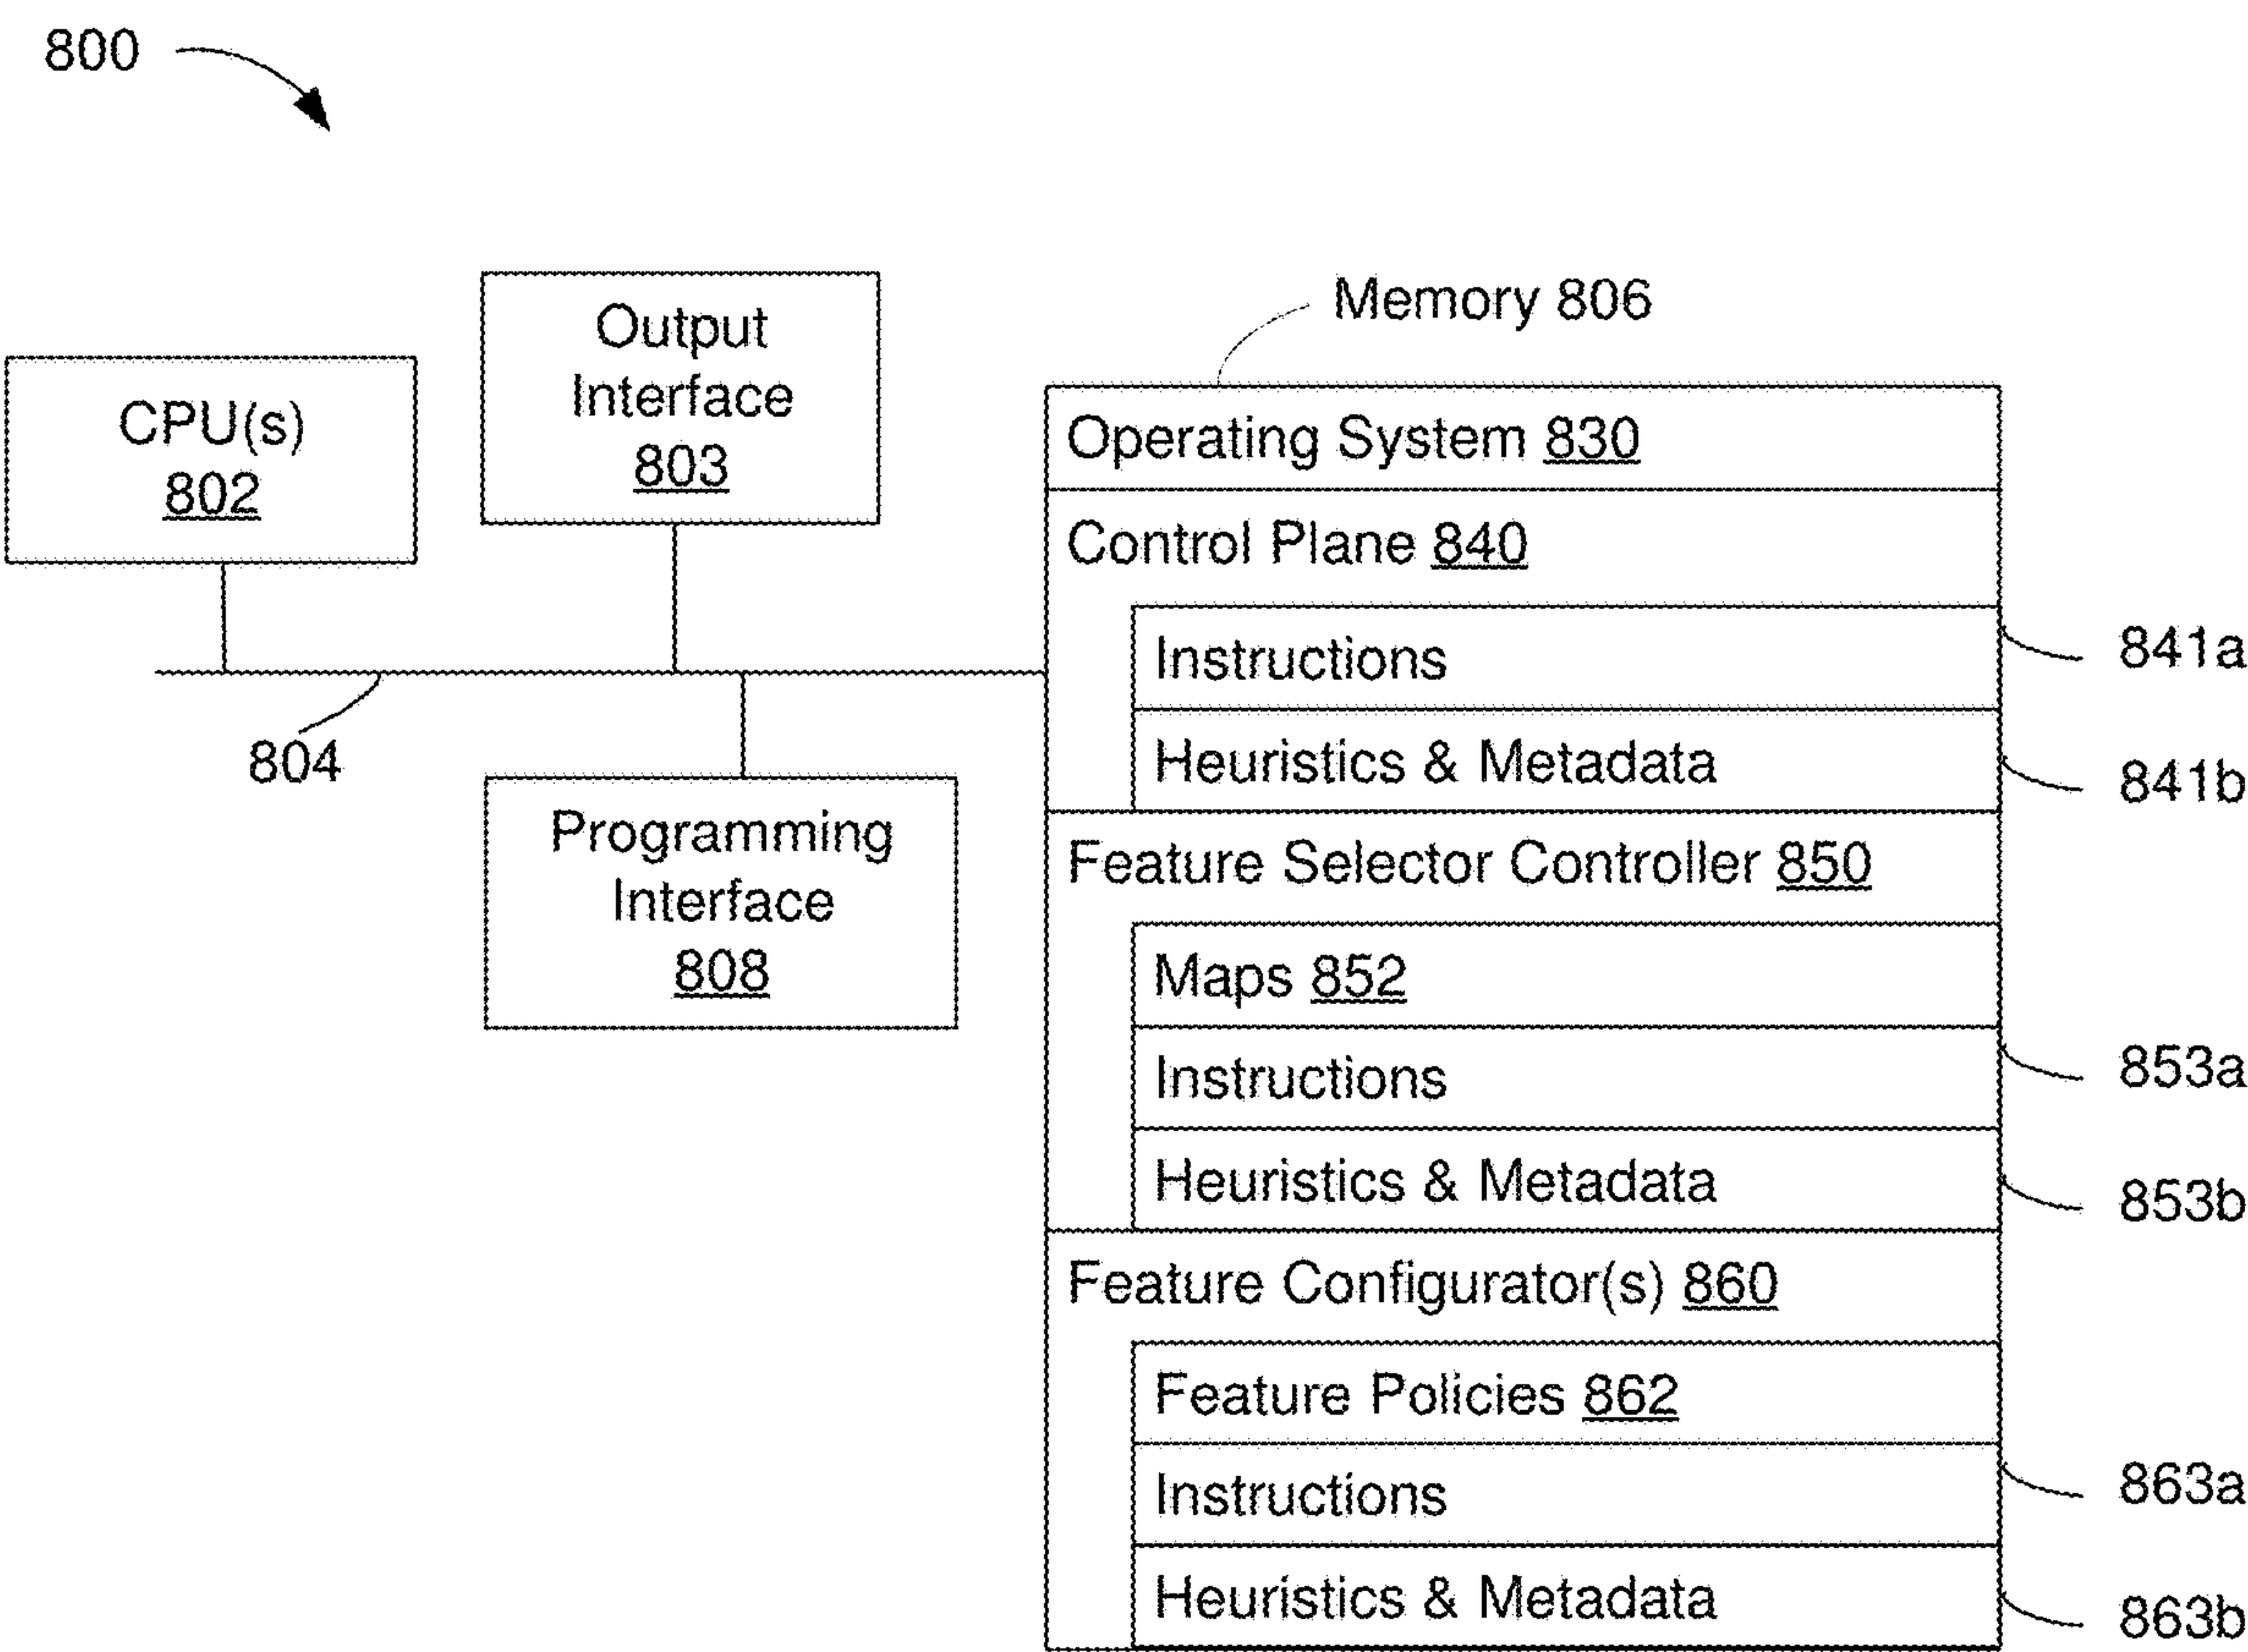 800
Output
Interface
803
CPU(s)
802
804
Programming
Interface
808
Memory 806
Operating System 830
Control Plane 840
Instructions
841a
Heuristics & Metadata
841b
Feature Selector Controller 850
Maps 852
Instructions
853a
Heuristics & Metadata
853b
Feature Configurator(s) 860
Feature Policies 862
Instructions
863a
Heuristics & Metadata
863b